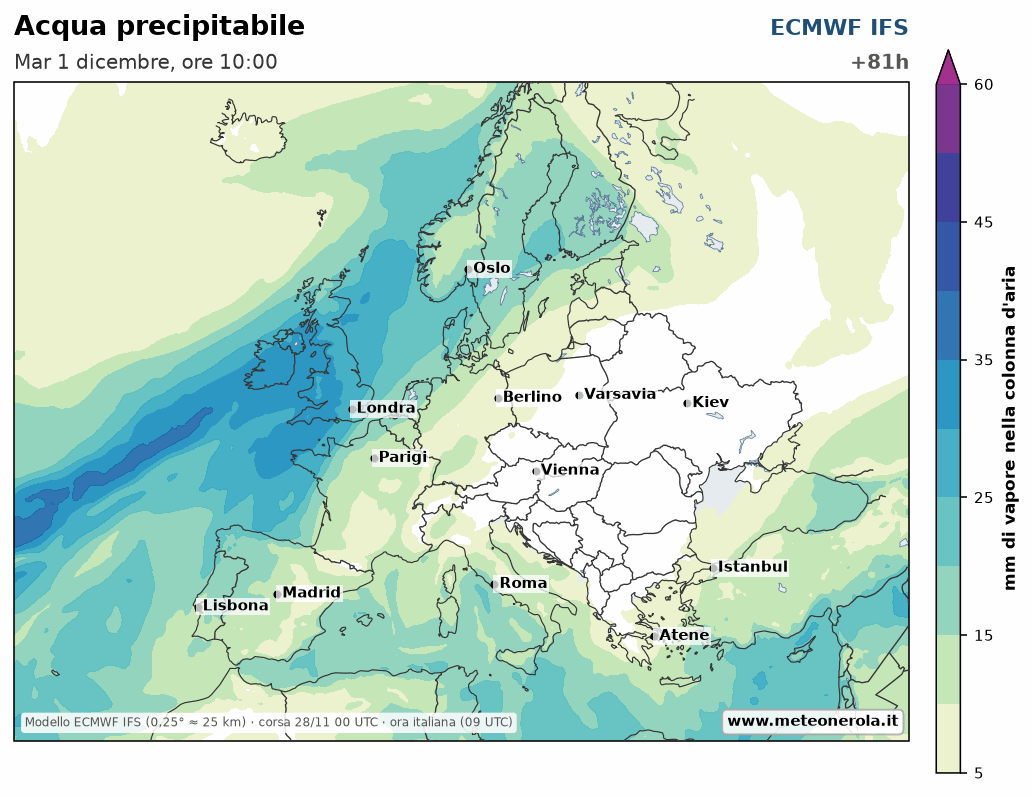 Acqua precipitabile
ECMWF IFS
Mar 1 dicembre, ore 10:00
+81h
60
45
35
25
15
5
mm di vapore nella colonna d'aria
Oslo
Berlino
Varsavia
Kiev
Londra
Parigi
Vienna
Istanbul
Roma
Madrid
Lisbona
Atene
Modello ECMWF IFS (0,25° ≈ 25 km) · corsa 28/11 00 UTC · ora italiana (09 UTC)
www.meteonerola.it